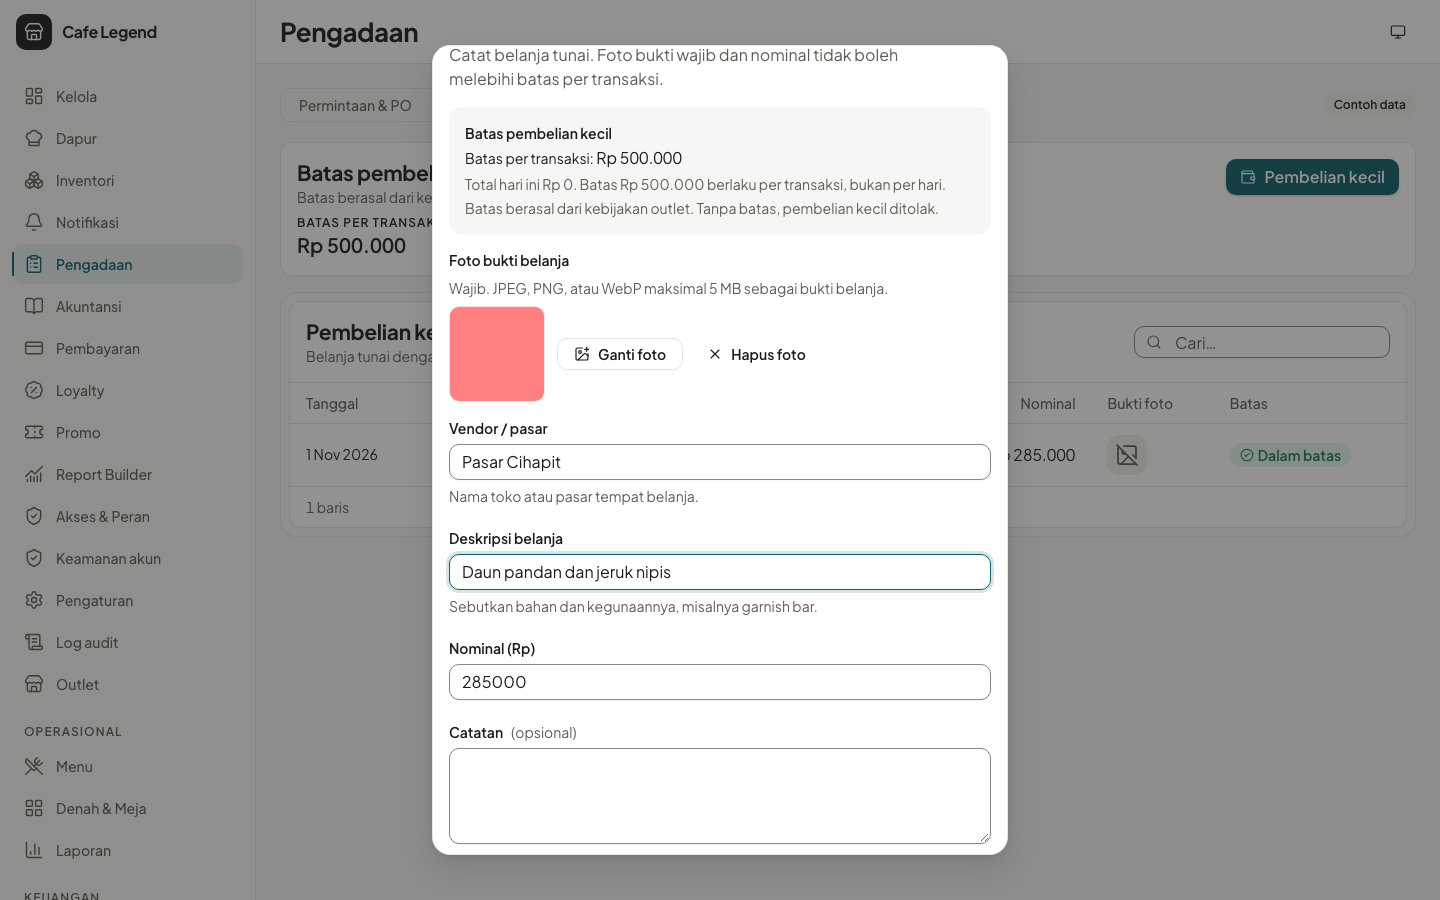 Cafe Legend
Kelola
Dapur
Inventori
Notifikasi
Pengadaan
Akuntansi
Pembayaran
Loyalty
Promo
Report Builder
Akses & Peran
Keamanan akun
Pengaturan
Log audit
Outlet
OPERASIONAL
Menu
Denah & Meja
Laporan
KEUANGAN
Pengadaan
Permintaan & PO
Contoh data
Batas pembel
Batas berasal dari ke
BATAS PER TRANSAK
Rp 500.000
Pembelian kecil
Pembelian ke
Belanja tunai denga
Cari...
Tanggal
Nominal
Bukti foto
Batas
1 Nov 2026
285.000
Dalam batas
1 baris
Catat belanja tunai. Foto bukti wajib dan nominal tidak boleh
melebihi batas per transaksi.
Batas pembelian kecil
Batas per transaksi: Rp 500.000
Total hari ini Rp 0. Batas Rp 500.000 berlaku per transaksi, bukan per hari.
Batas berasal dari kebijakan outlet. Tanpa batas, pembelian kecil ditolak.
Foto bukti belanja
Wajib. JPEG, PNG, atau WebP maksimal 5 MB sebagai bukti belanja.
Ganti foto
Hapus foto
Vendor / pasar
Pasar Cihapit
Nama toko atau pasar tempat belanja.
Deskripsi belanja
Daun pandan dan jeruk nipis
Sebutkan bahan dan kegunaannya, misalnya garnish bar.
Nominal (Rp)
285000
Catatan (opsional)